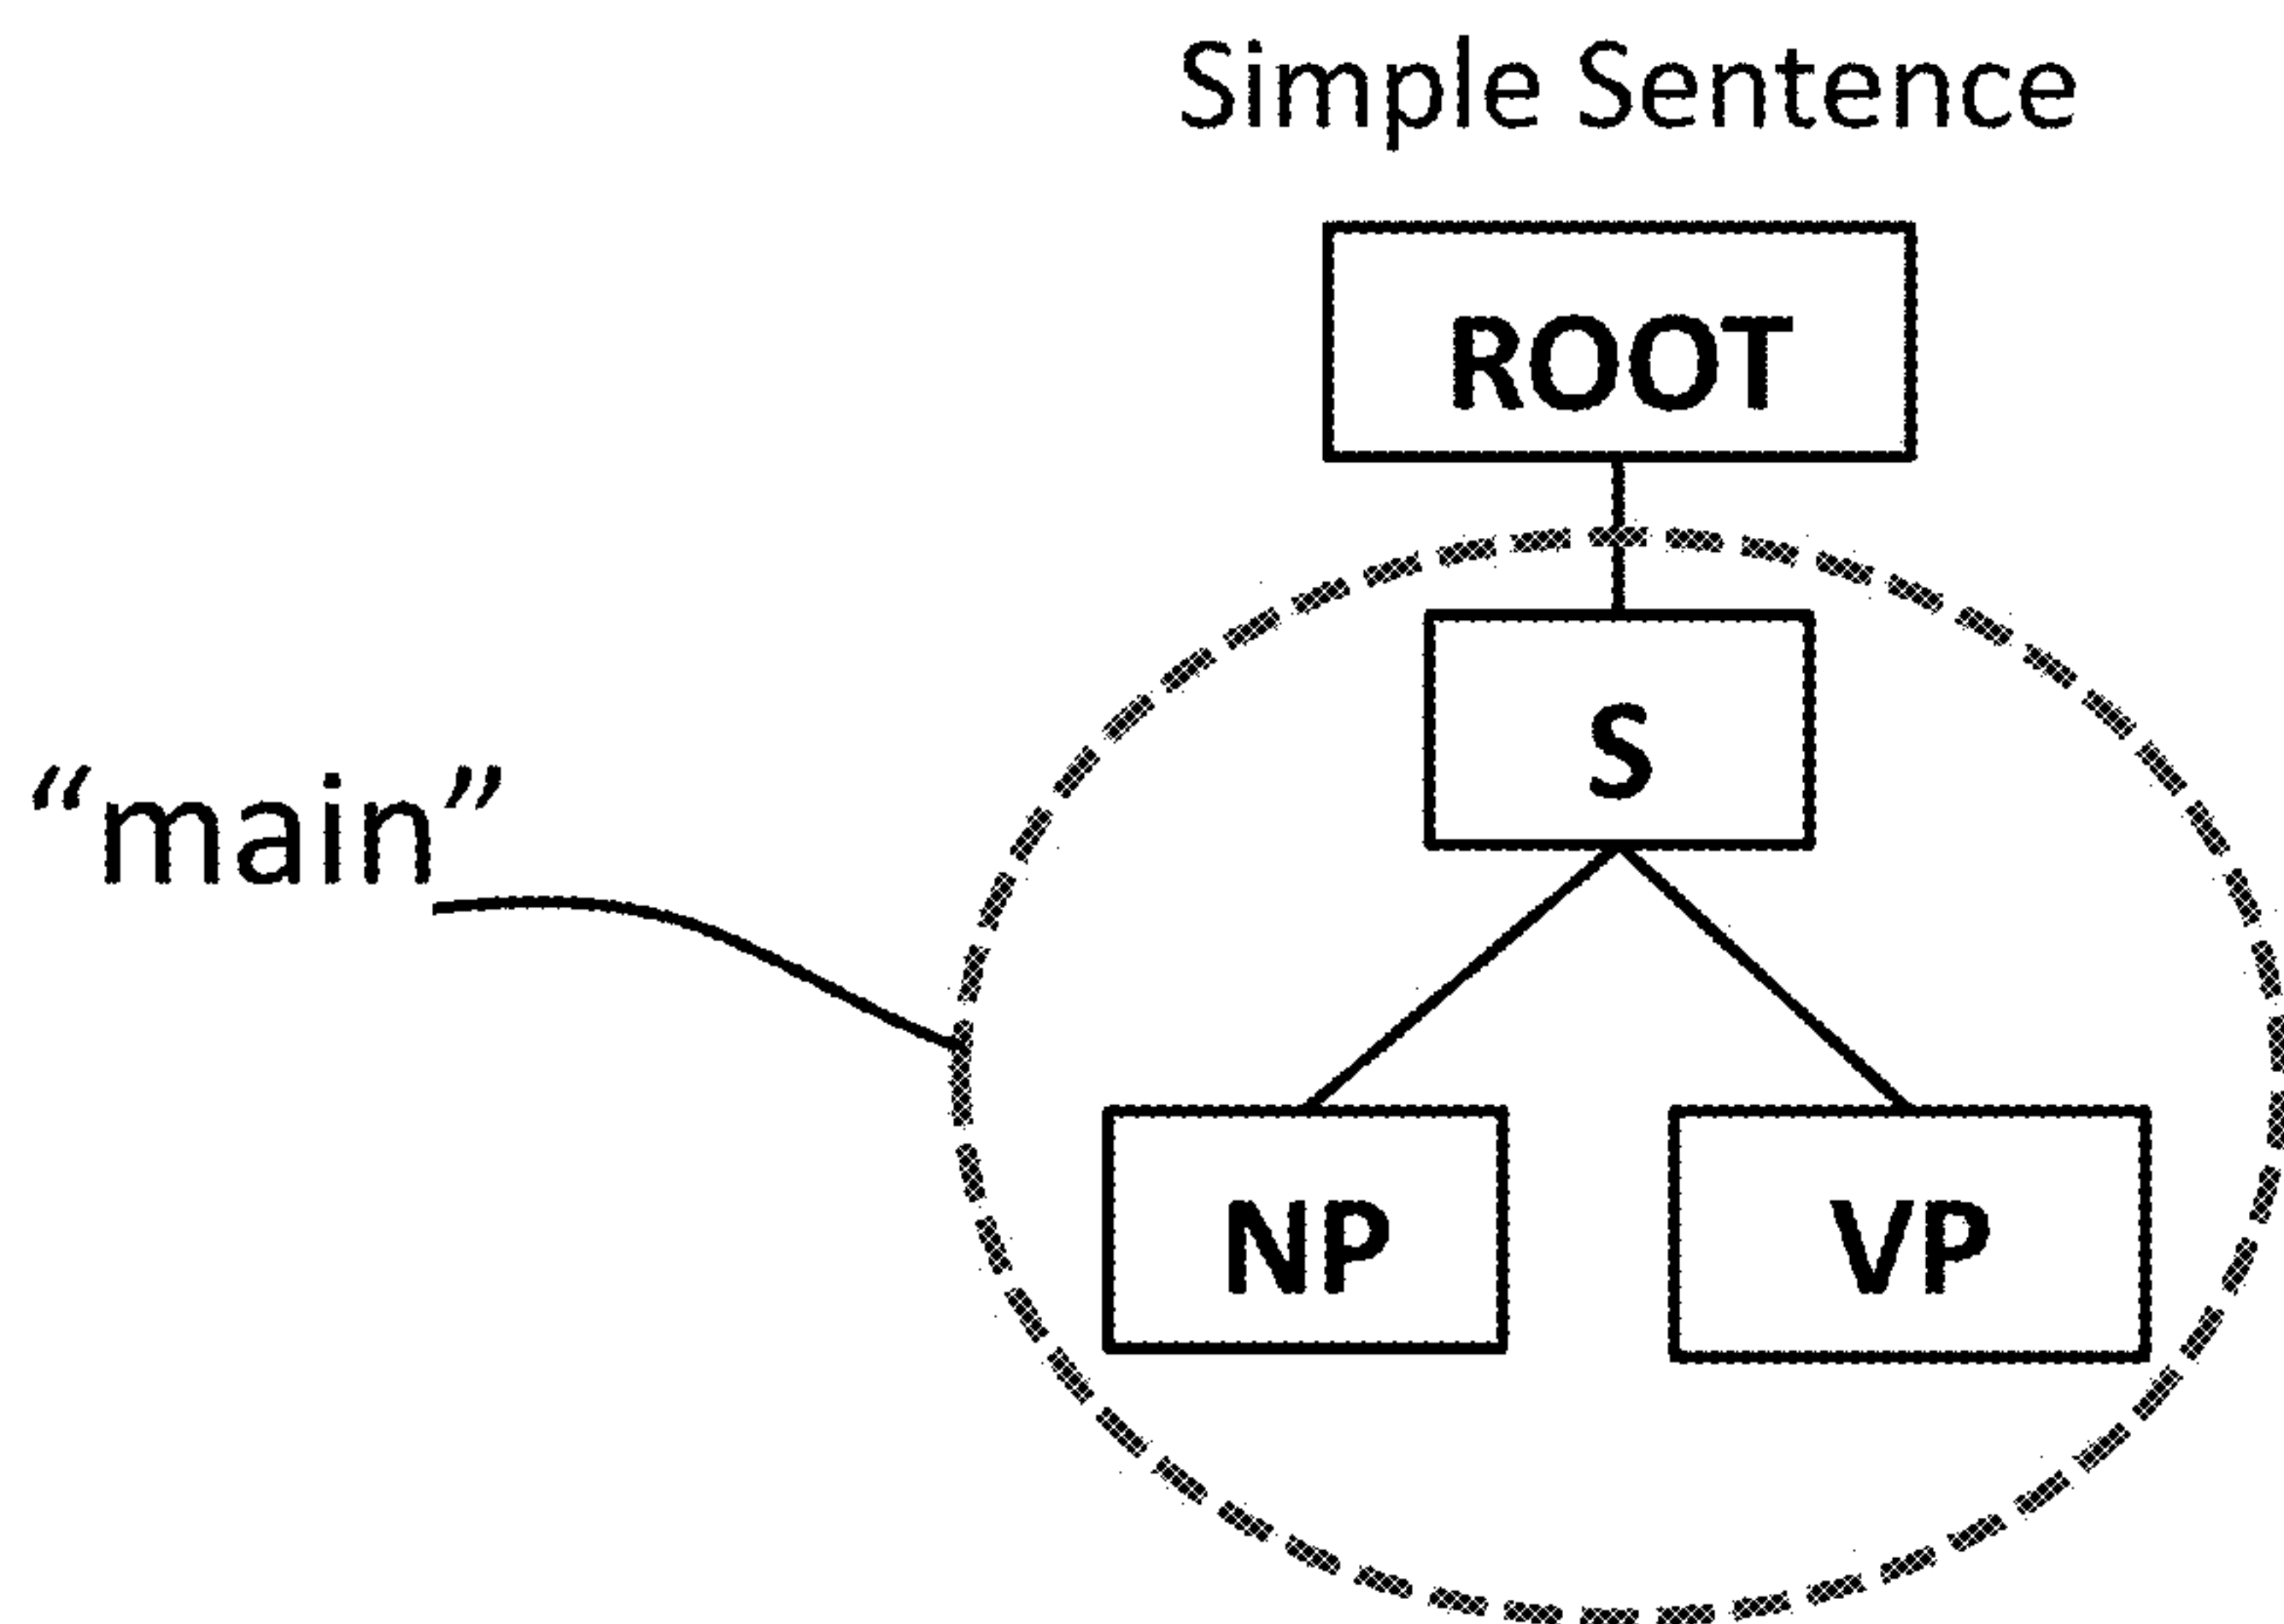 Simple Sentence
ROOT
S
“main”
NP VP